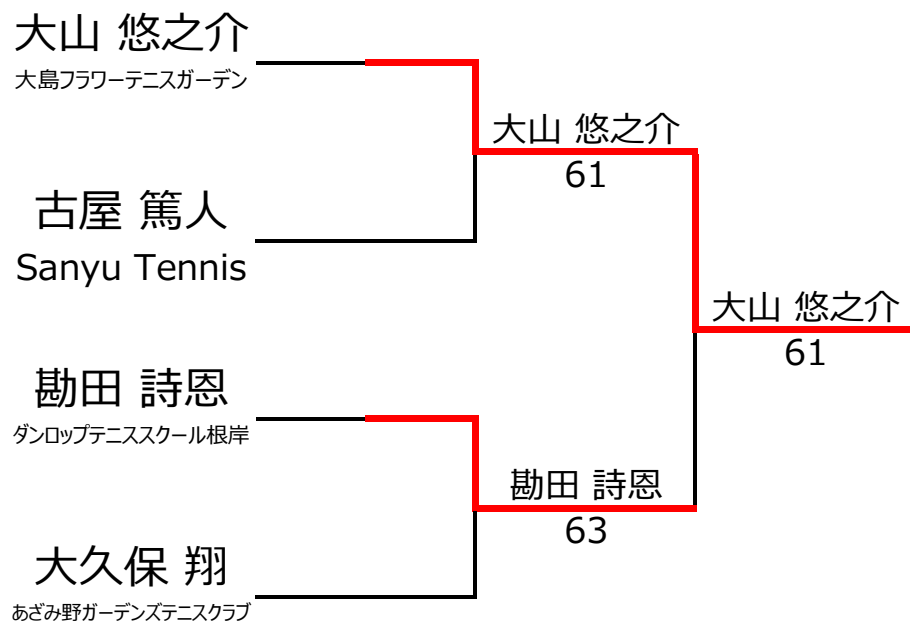 大山 悠之介
大島フラワーテニスガーデン
大山 悠之介
61
古屋 篤人
Sanyu Tennis
大山 悠之介
61
勘田 詩恩
ダンロップテニススクール根岸
勘田 詩恩
63
大久保 翔
あざみ野ガーデンズテニスクラブ